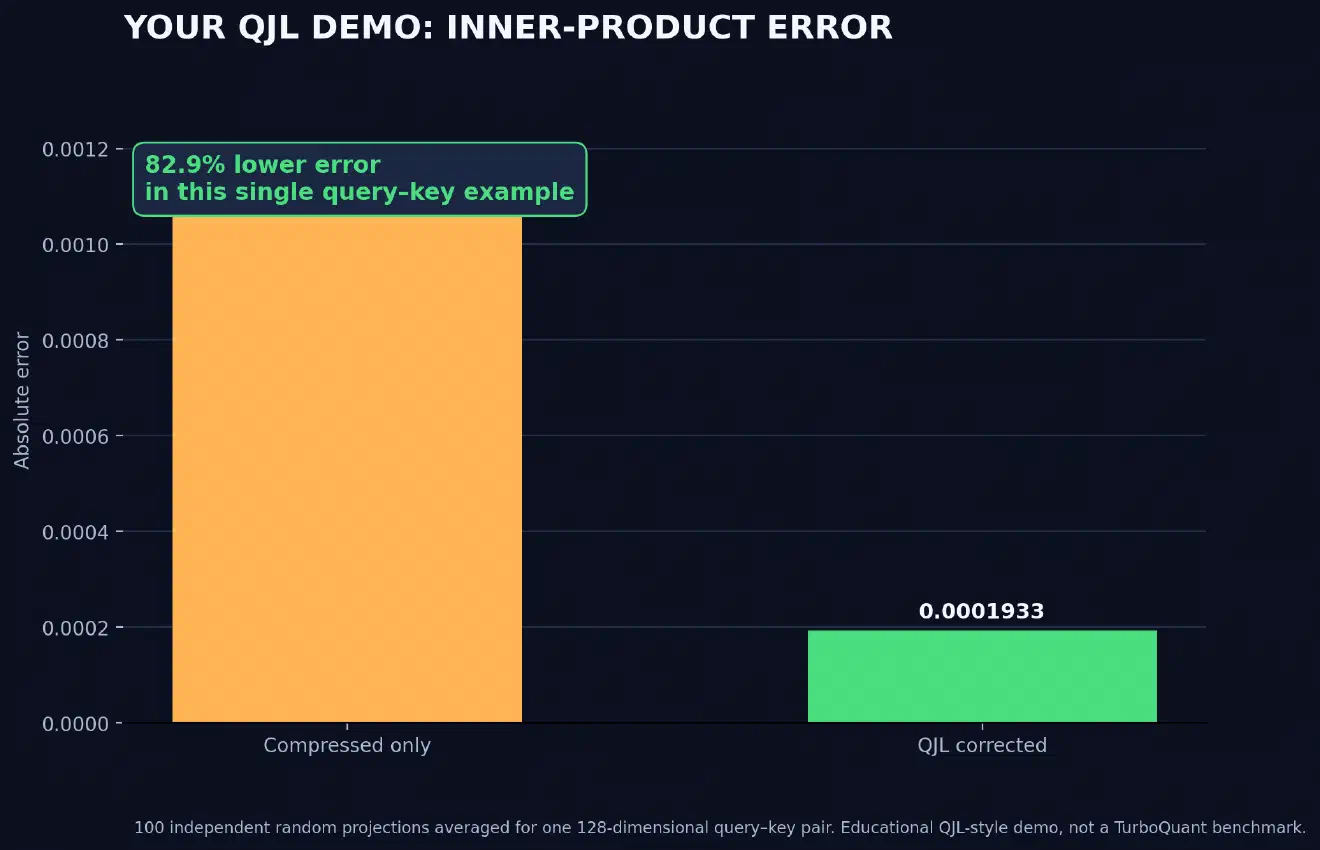 YOUR QJL DEMO: INNER-PRODUCT ERROR
0.0012
82.9% lower error
in this single query–key example
0.0010
0.0008
Absolute error
0.0006
0.0004
0.0001933
0.0002
0.0000
Compressed only
QJL corrected
100 independent random projections averaged for one 128-dimensional query–key pair. Educational QJL-style demo, not a TurboQuant benchmark.